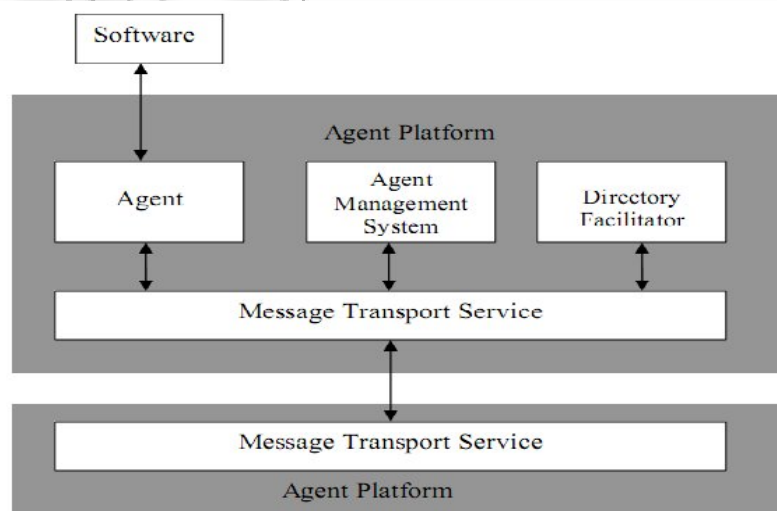 Software
Agent Platform
Agent
Agent
Management
System
Directory
Facilitator
Message Transport Service
Message Transport Service
Agent Platform